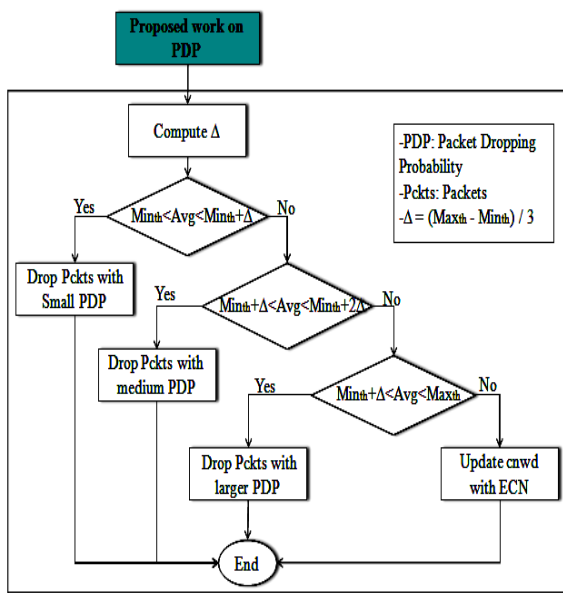 Proposed work on
PDP
Compute Δ
-PDP: Packet Dropping
Probability
-Pckts: Packets
-Δ = (Maxth - Minth) / 3
Yes
Minth<Avg<Minth+Δ
No
Drop Pckts with
Small PDP
Yes
Minth+Δ<Avg<Minth+2Δ
No
Drop Pckts with
medium PDP
Yes
Minth+Δ<Avg<Maxth
No
Drop Pckts with
larger PDP
Update cnwd
with ECN
End